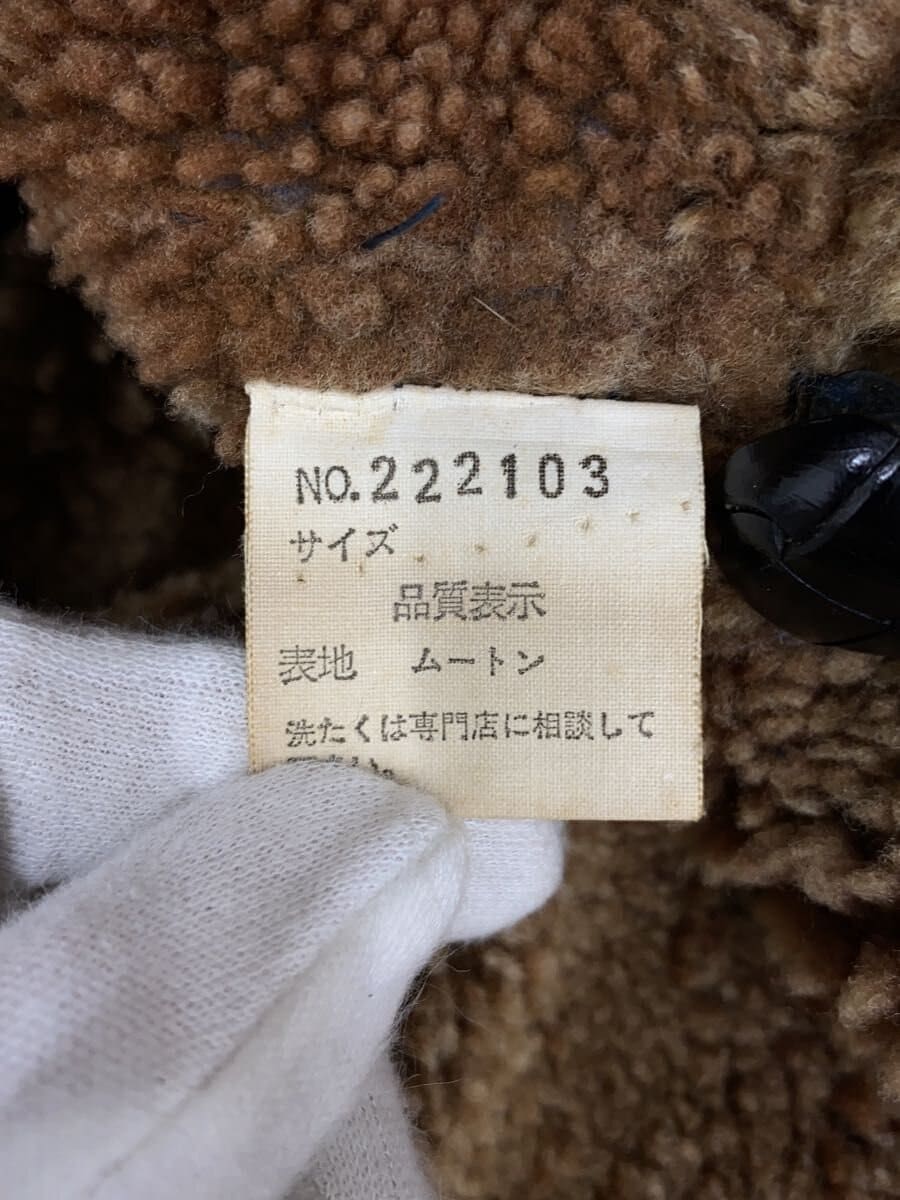 NO.222103
サイズ
品質表示
表地 ムートン
洗たくは専門店に相談して